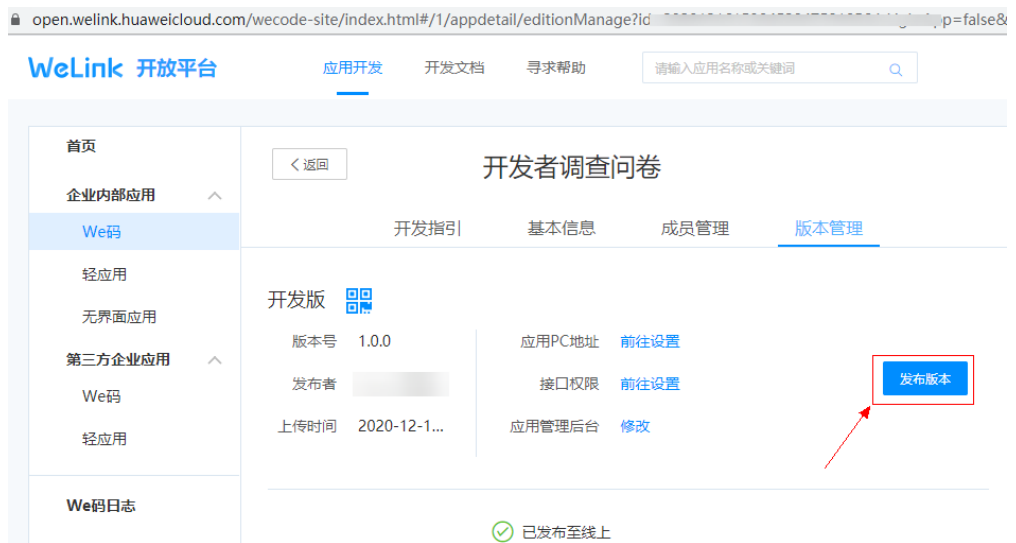 open.welink.huaweicloud.com/wecode-site/index.html#/1/appdetail/editionManage?id p=false&
WeLink 开放平台
应用开发
开发文档
寻求帮助
请输入应用名称或关键词
首页
企业内部应用
We码
轻应用
无界面应用
第三方企业应用
We码
轻应用
We码日志
返回
开发者调查问卷
开发指引
基本信息
成员管理
版本管理
开发版
版本号 1.0.0
发布者
上传时间 2020-12-1...
应用PC地址 前往设置
接口权限 前往设置
应用管理后台 修改
发布版本
已发布至线上